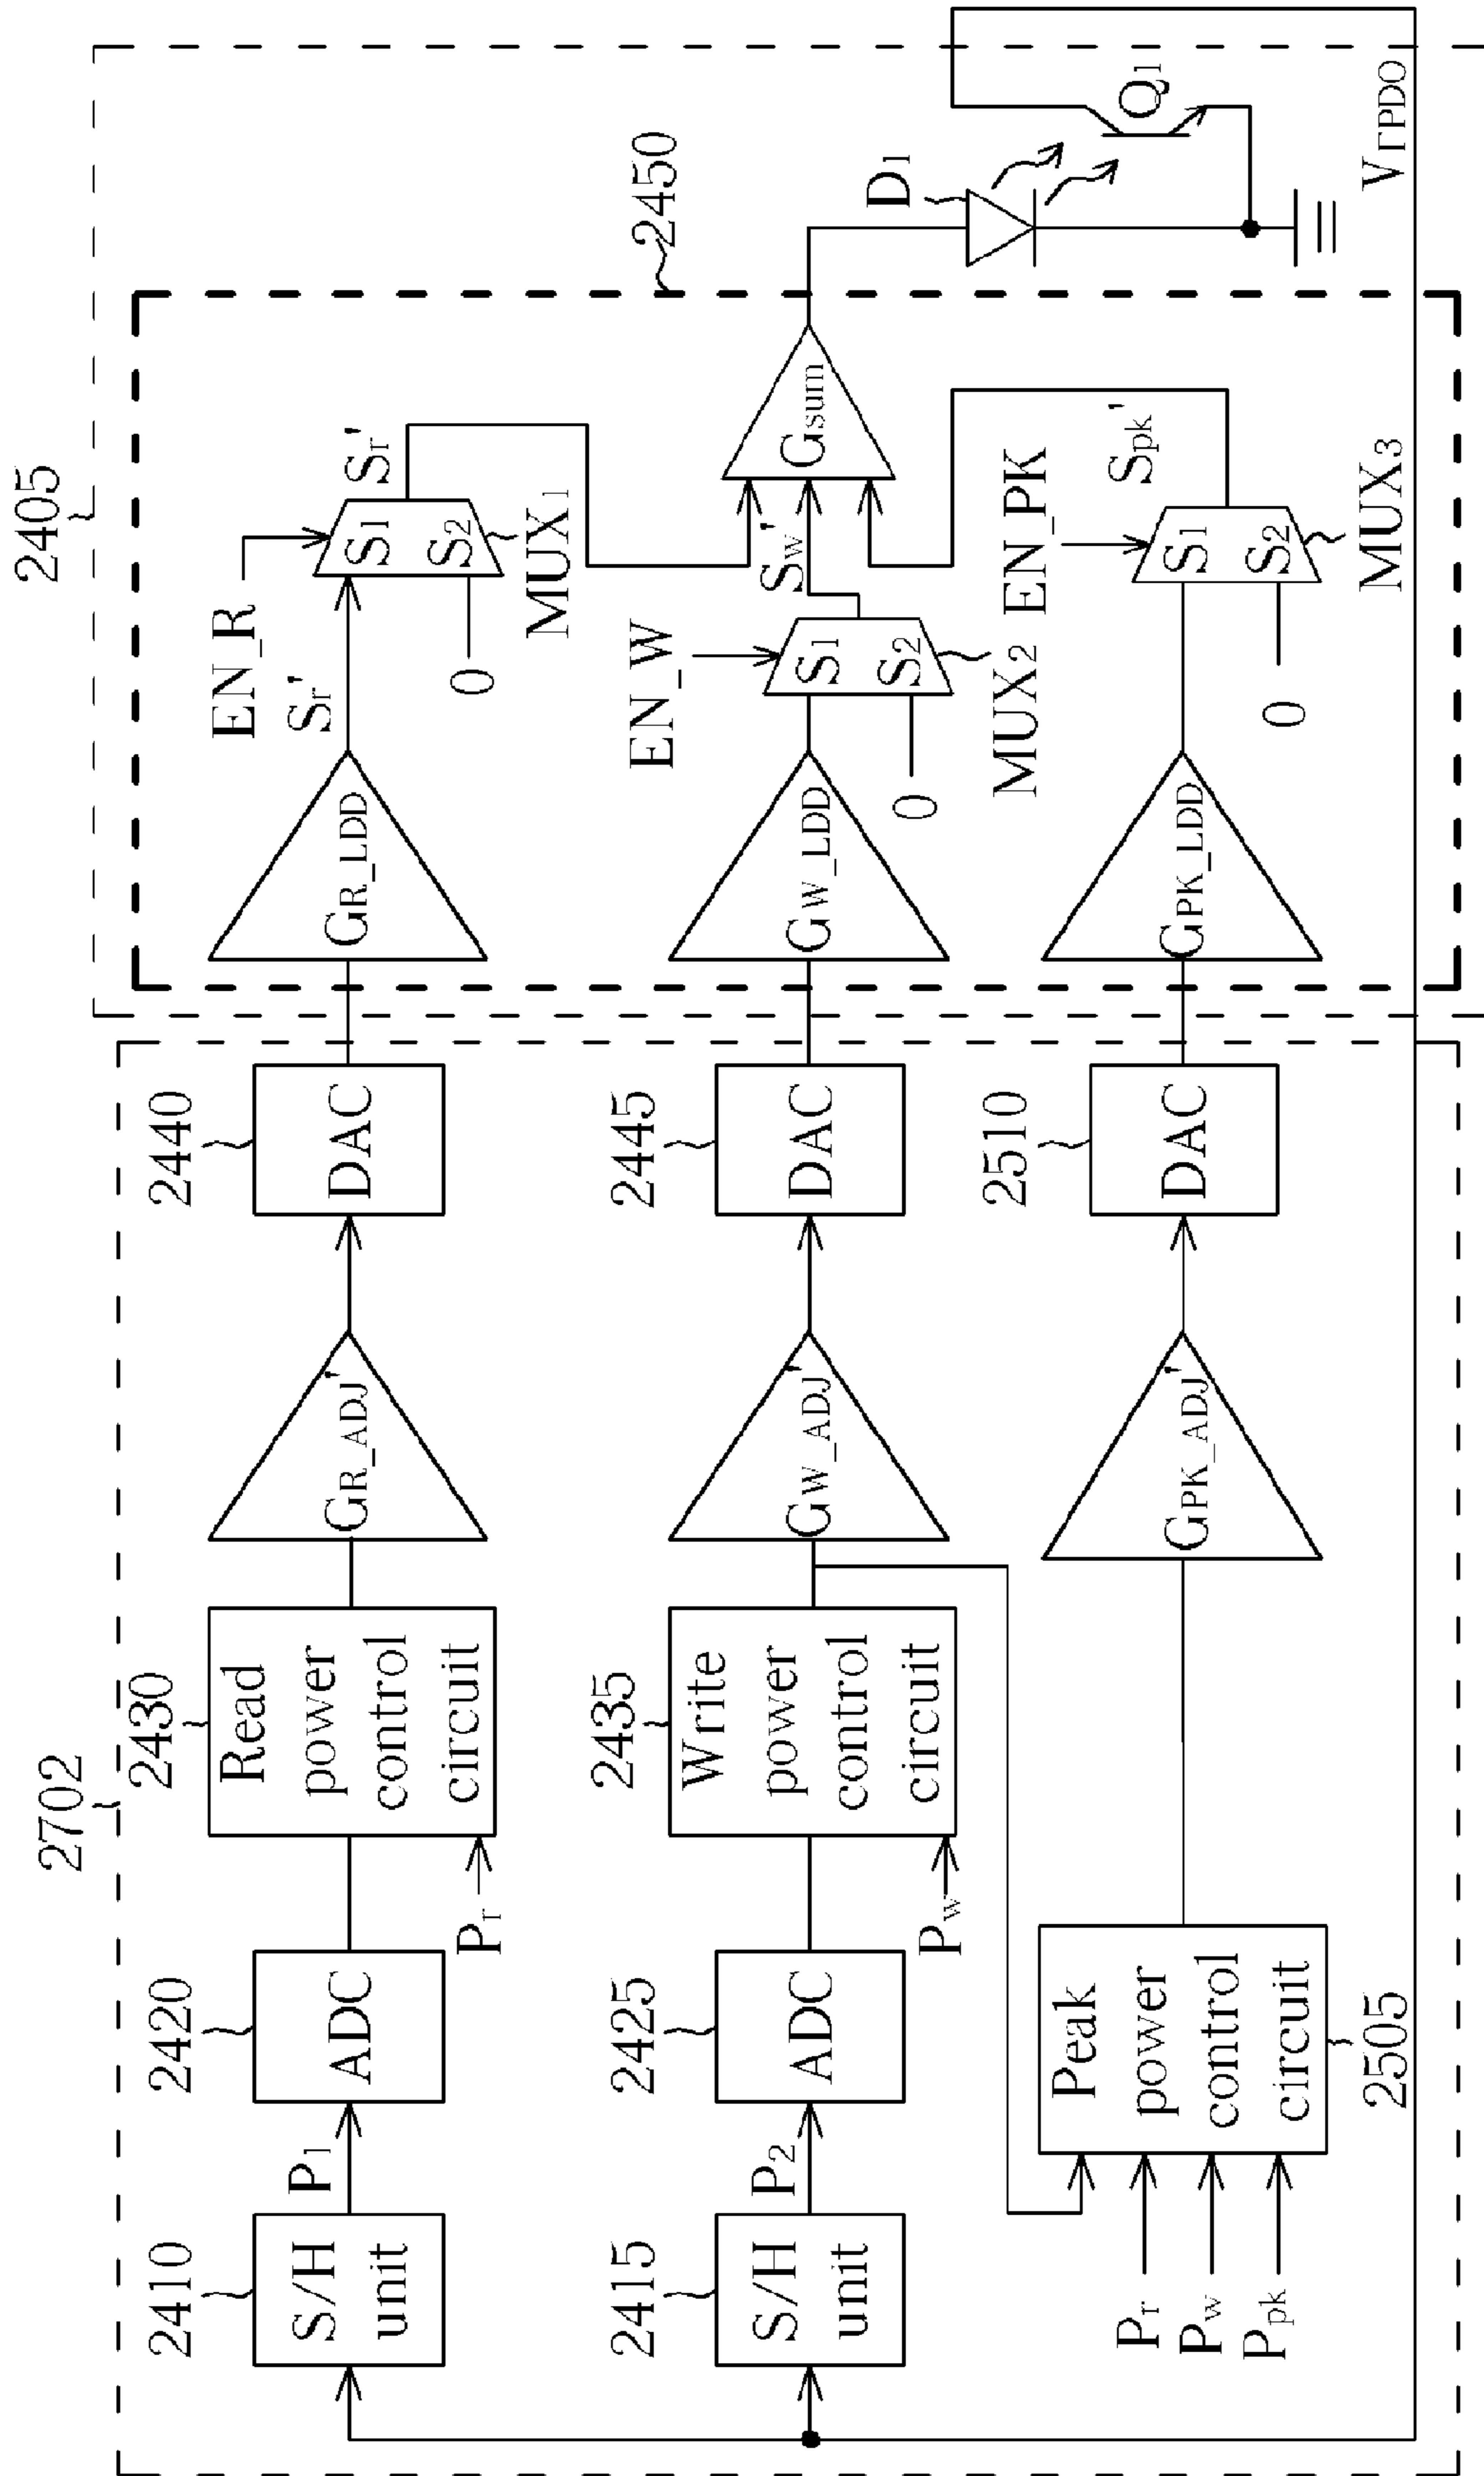 2702
2405
2410
S/H
unit
P1
2420
ADC
2430
Read
power
control
circuit
Pr
GR_ADJ'
2440
DAC
GR_LDD
Sr'
EN_R
S1
S2
0
MUX1
Sr'
2450
2415
S/H
unit
P2
2425
ADC
2435
Write
power
control
circuit
Pw
GW_ADJ'
2445
DAC
GW_LDD
EN_W
S1
S2
0
MUX2
Sw'
Gsum
D1
Q1
Pr
Pw
Ppk
Peak
power
control
circuit
2505
GPK_ADJ'
2510
DAC
GPK_LDD
EN_PK
S1
S2
0
MUX3
Spk'
VFPDO